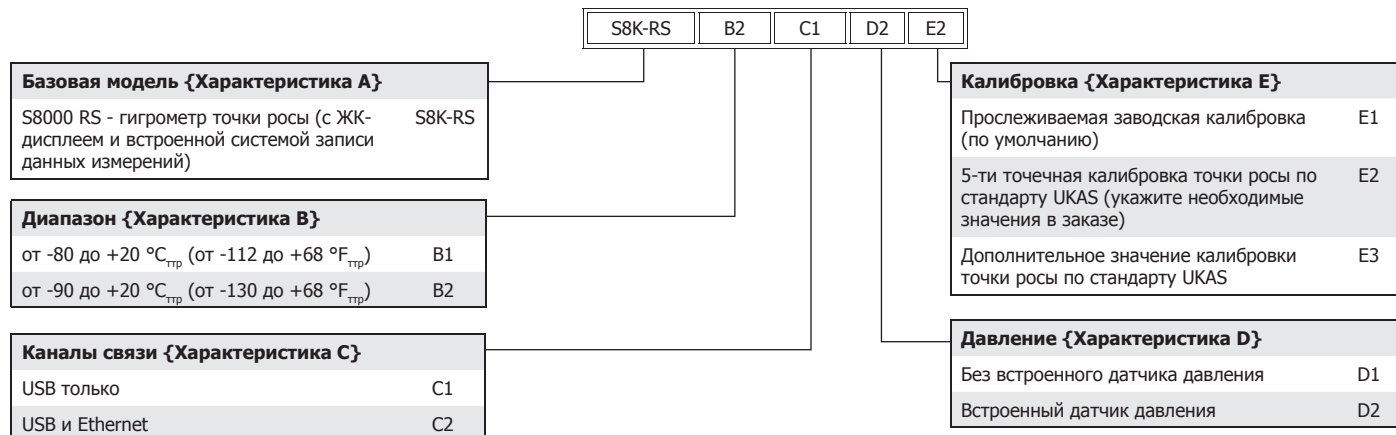 S8K-RS B2 C1 D2 E2
Базовая модель {Характеристика A}
S8000 RS - гигрометр точки росы (с ЖК- S8K-RS
дисплеем и встроенной системой записи
данных измерений)
Диапазон {Характеристика B}
от -80 до +20 °Cттр (от -112 до +68 °Fттр) B1
от -90 до +20 °Cттр (от -130 до +68 °Fттр) B2
Каналы связи {Характеристика C}
USB только C1
USB и Ethernet C2
Калибровка {Характеристика E}
Прослеживаемая заводская калибровка E1
(по умолчанию)
5-ти точечная калибровка точки росы по E2
стандарту UKAS (укажите необходимые
значения в заказе)
Дополнительное значение калибровки E3
точки росы по стандарту UKAS
Давление {Характеристика D}
Без встроенного датчика давления D1
Встроенный датчик давления D2